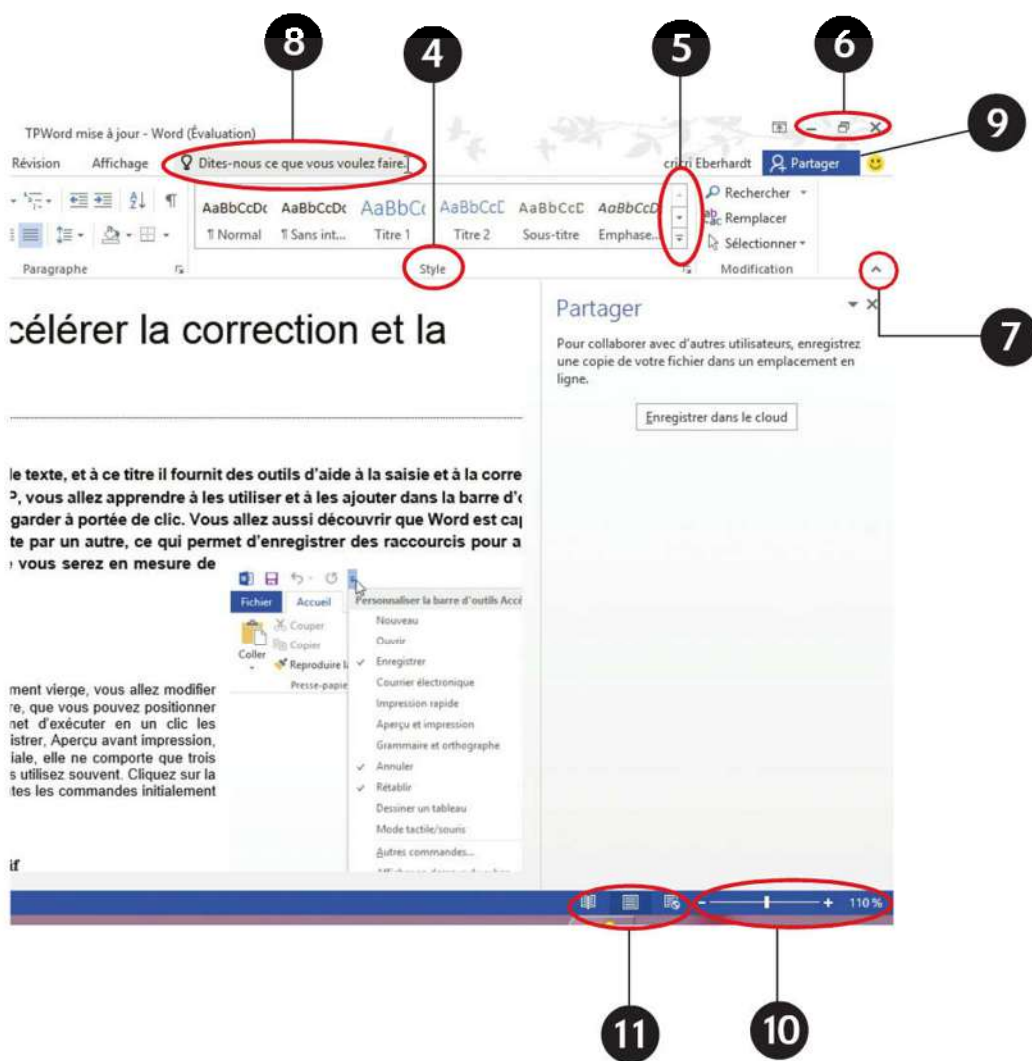 8 4 5 6
TPWord mise à jour - Word (Évaluation)
9
Révision Affichage Dites-nous ce que vous voulez faire. cricri Eberhardt Partager
Rechercher
AaBbCcDc AaBbCcDc AaBbCc AaBbCcC AaBbCcC AaBbCcD Remplacer
¶ Normal ¶ Sans int... Titre 1 Titre 2 Sous-titre Emphase... Sélectionner
Paragraphe Style Modification
7
célérer la correction et la
Partager
Pour collaborer avec d'autres utilisateurs, enregistrez
une copie de votre fichier dans un emplacement en
ligne.
Enregistrer dans le cloud
le texte, et à ce titre il fournit des outils d'aide à la saisie et à la corre
P, vous allez apprendre à les utiliser et à les ajouter dans la barre d'
garder à portée de clic. Vous allez aussi découvrir que Word est cap
te par un autre, ce qui permet d'enregistrer des raccourcis pour a
vous serez en mesure de
Fichier Accueil Personnaliser la barre d'outils Accè
Couper
Copier
Coller
Reproduire la
Presse-papie
Nouveau
Ouvrir
Enregistrer
Courrier électronique
Impression rapide
Aperçu et impression
Grammaire et orthographe
Annuler
Rétablir
Dessiner un tableau
Mode tactile/souris
Autres commandes...
ment vierge, vous allez modifier
re, que vous pouvez positionner
met d'exécuter en un clic les
istrer, Aperçu avant impression,
iale, elle ne comporte que trois
s utilisez souvent. Cliquez sur la
tes les commandes initialement
if
110 %
11 10